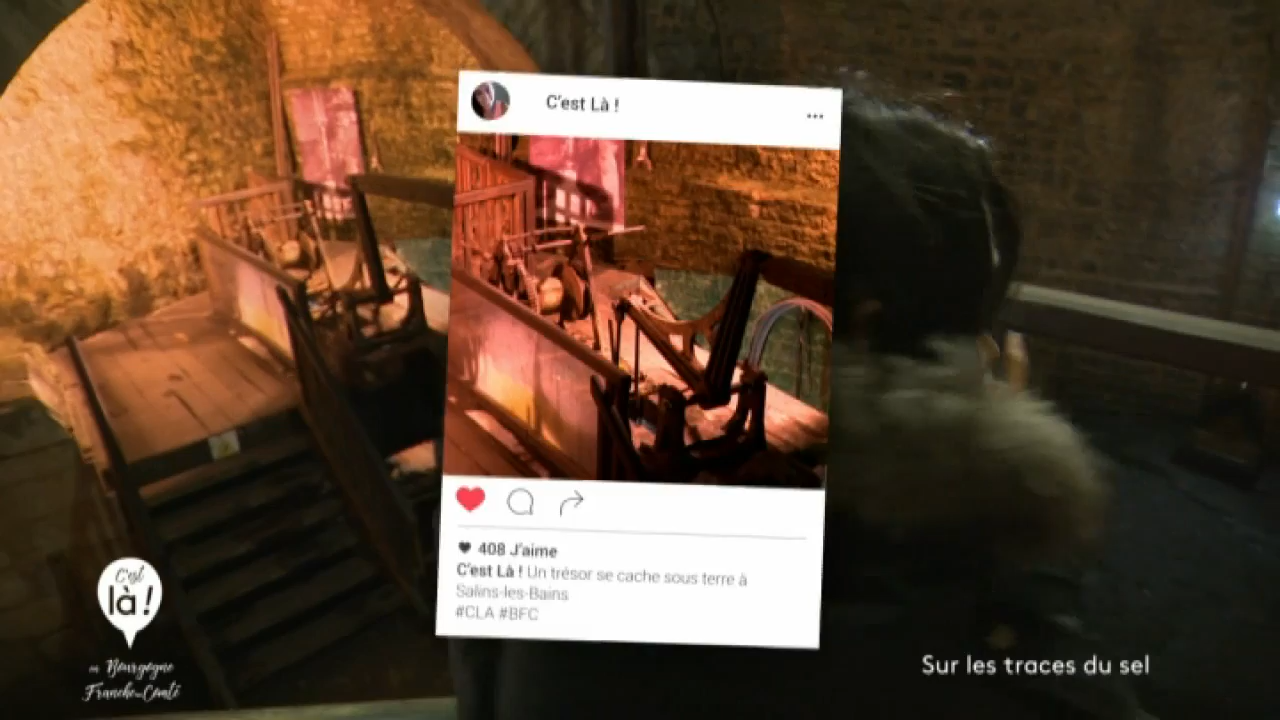 C'est Là !
408 J'aime
C'est Là ! Un trésor se cache sous terre à
Salins-les-Bains
#CLA #BFC
C'est
là !
en Bourgogne
Franche-Comté
Sur les traces du sel